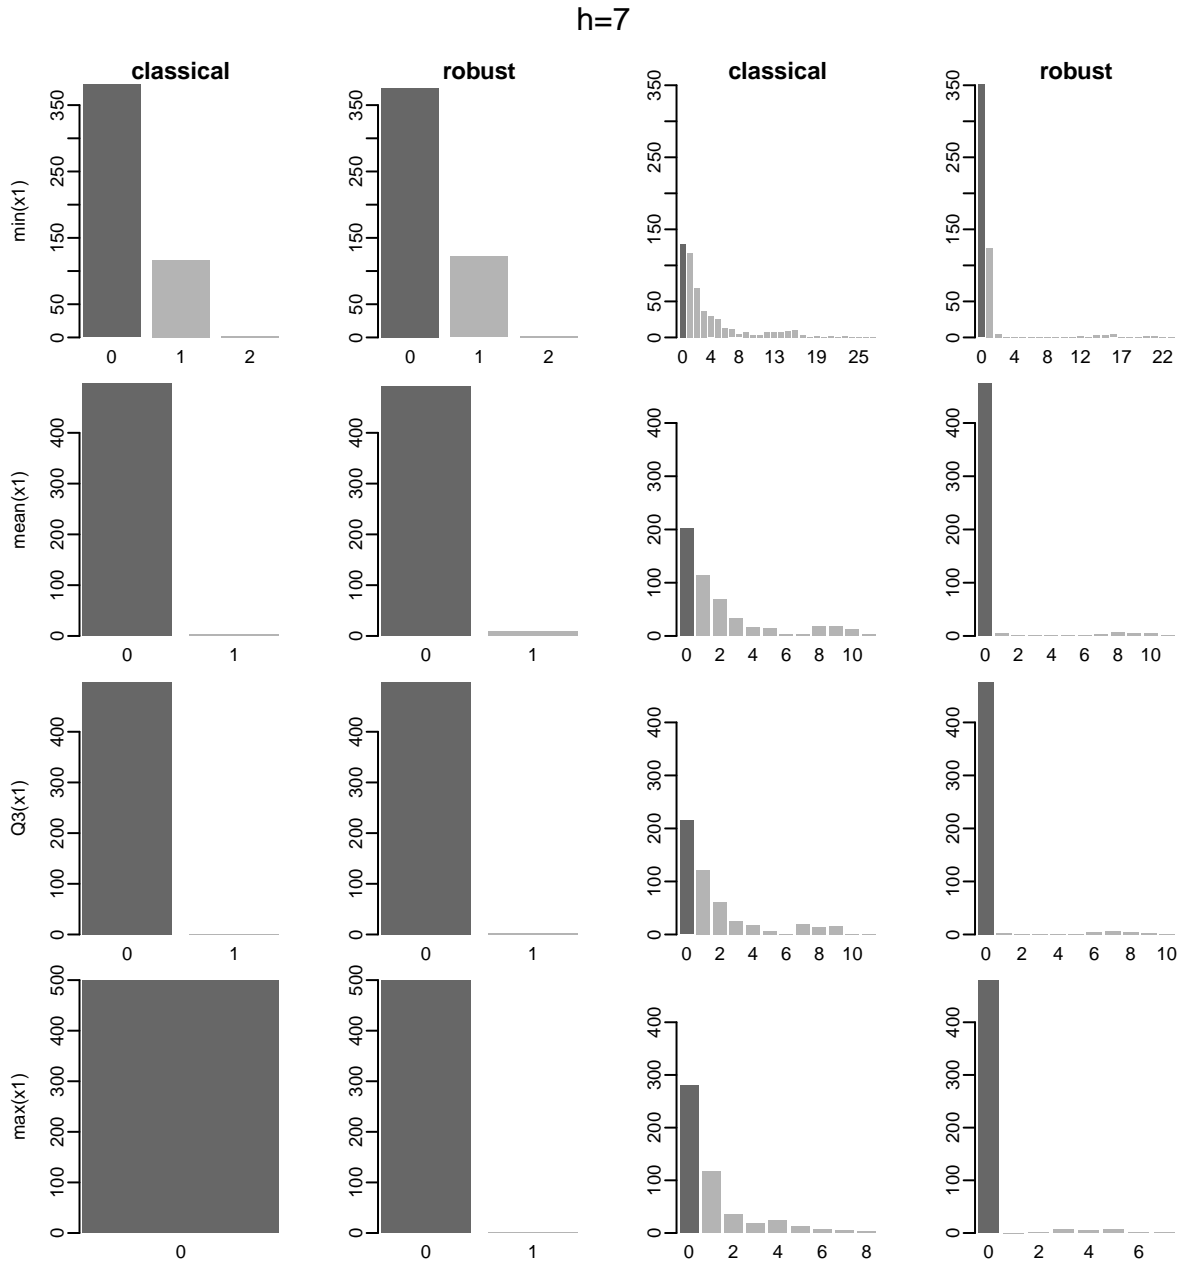 h=7
classical robust classical robust
min(x1)
0 50 150 250 350
0 1 2
0 50 150 250 350
0 1 2
0 50 150 250 350
0 4 8 13 19 25
0 50 150 250 350
0 4 8 12 17 22
mean(x1)
0 100 200 300 400
0 1
0 100 200 300 400
0 1
0 100 200 300 400
0 2 4 6 8 10
0 100 200 300 400
0 2 4 6 8 10
Q3(x1)
0 100 200 300 400
0 1
0 100 200 300 400
0 1
0 100 200 300 400
0 2 4 6 8 10
0 100 200 300 400
0 2 4 6 8 10
max(x1)
0 100 200 300 400 500
0
0 100 200 300 400 500
0 1
0 100 200 300 400
0 2 4 6 8
0 100 200 300 400
0 2 4 6